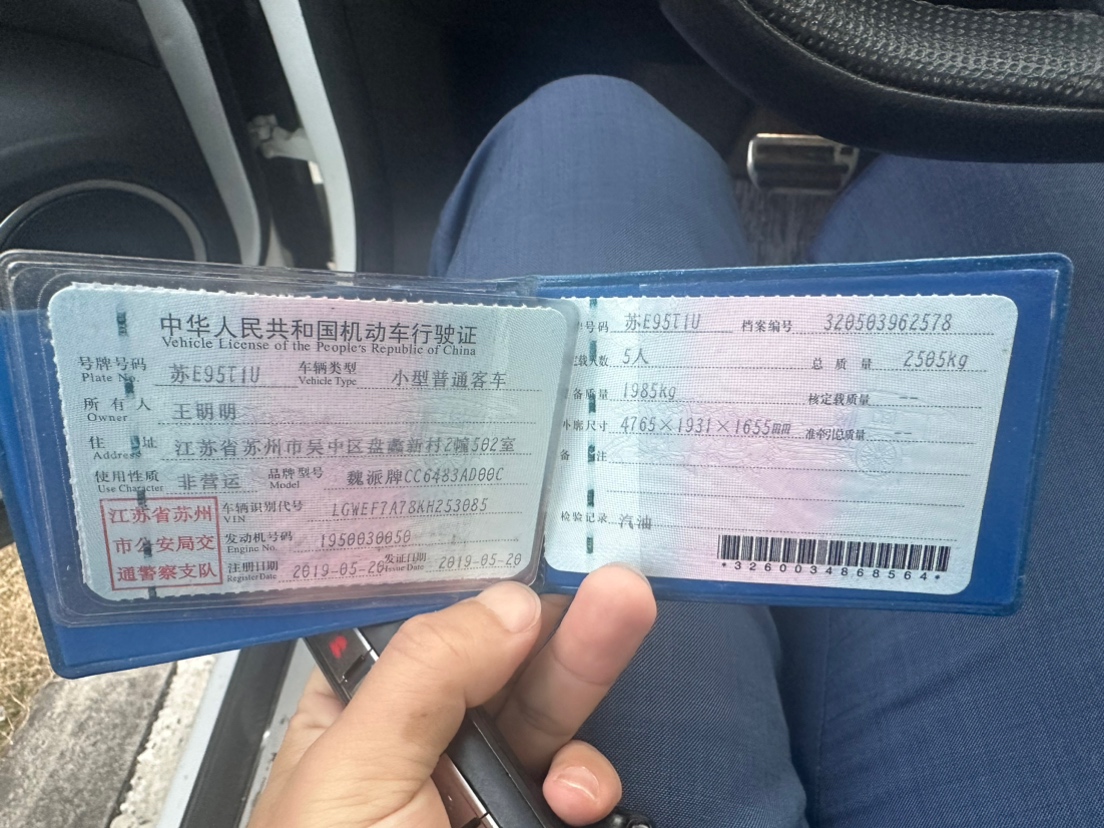 中华人民共和国机动车行驶证
Vehicle License of the People's Republic of China
号牌号码 苏E95T1U 车辆类型 小型普通客车
Plate No. Vehicle Type
所有人 王明明
Owner
住址 江苏省苏州市吴中区盘蠡新村2幢502室
Address
使用性质 非营运 品牌型号 魏派牌CC6483AD00C
Use Character Model
江苏省苏州
市公安局交
通警察支队
车辆识别代号 LGWEF7A78KH253085
VIN
发动机号码 1950030050
Engine No.
注册日期 2019-05-20 发证日期 2019-05-20
Register Date Issue Date
号码 苏E95T1U 档案编号 320503962578
载人数 5人 总质量 2505kg
备质量 1985kg 核定载质量 --
外廓尺寸 4765×1931×1655mm 准牵引总质量 --
备注
检验记录 汽油
*3260034868564*